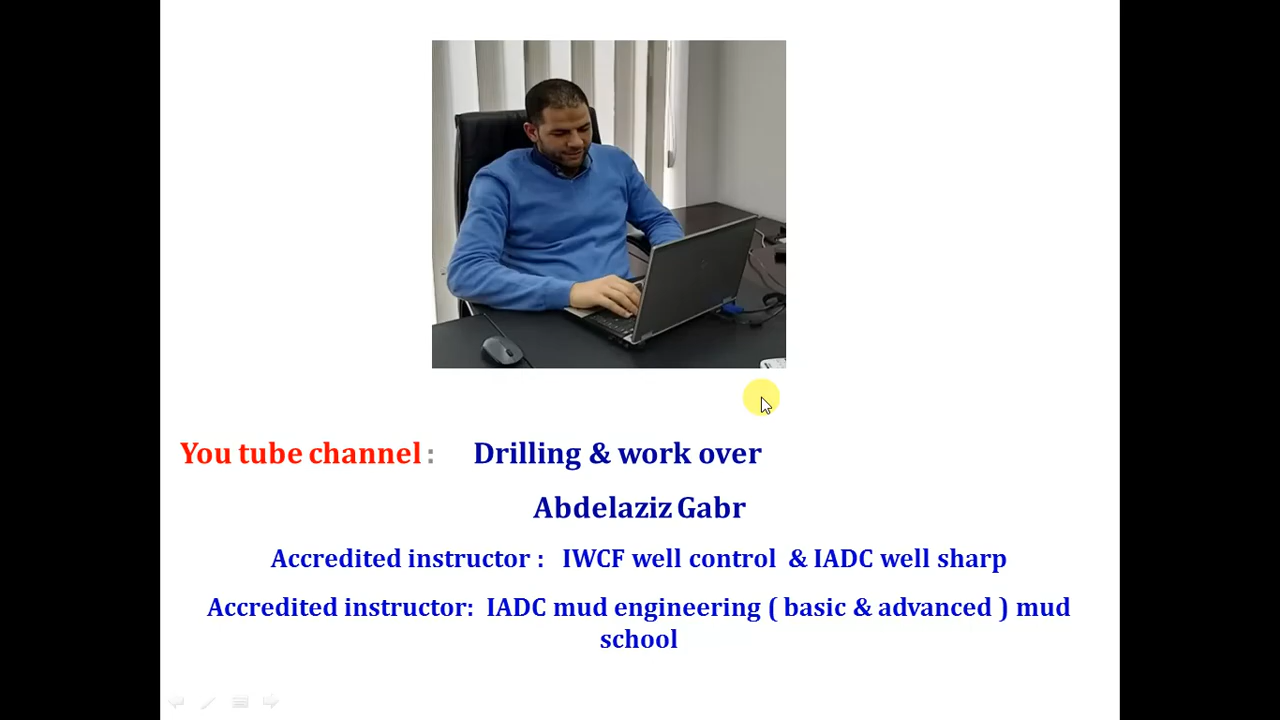 You tube channel : Drilling & work over
Abdelaziz Gabr
Accredited instructor : IWCF well control & IADC well sharp
Accredited instructor: IADC mud engineering ( basic & advanced ) mud
school